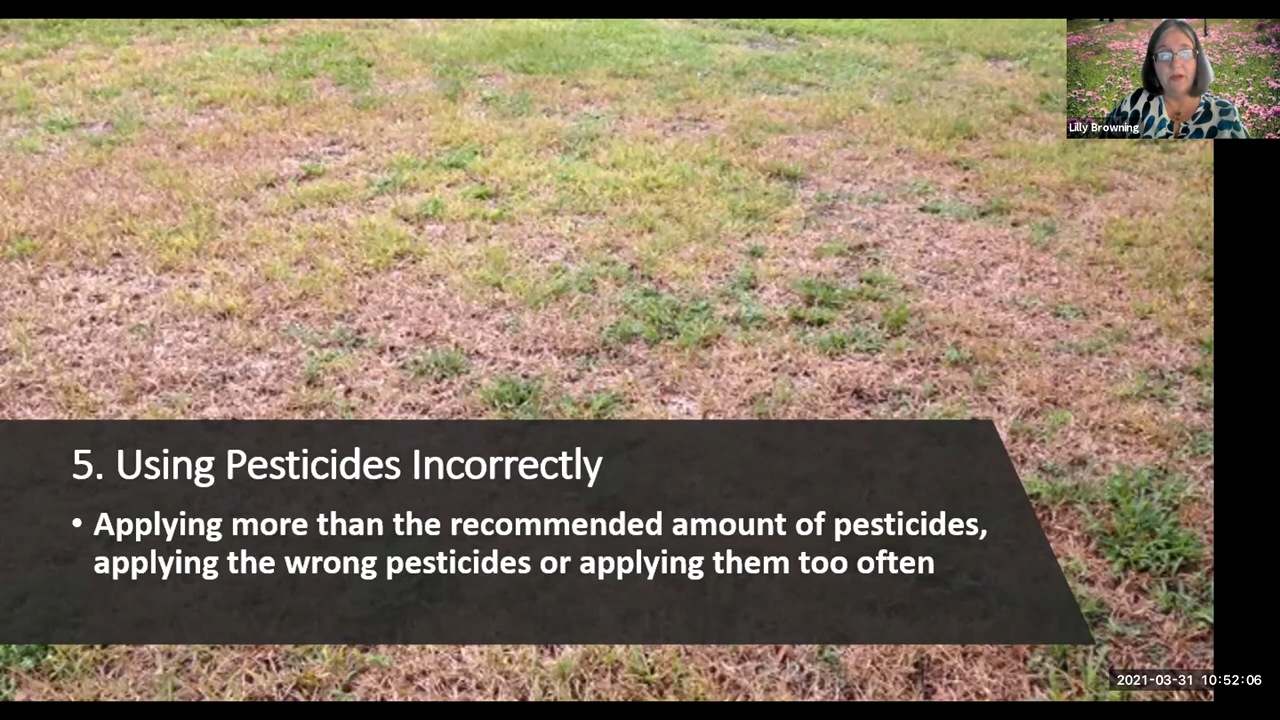 Lilly Browning
5. Using Pesticides Incorrectly
• Applying more than the recommended amount of pesticides,
applying the wrong pesticides or applying them too often
2021-03-31 10:52:06